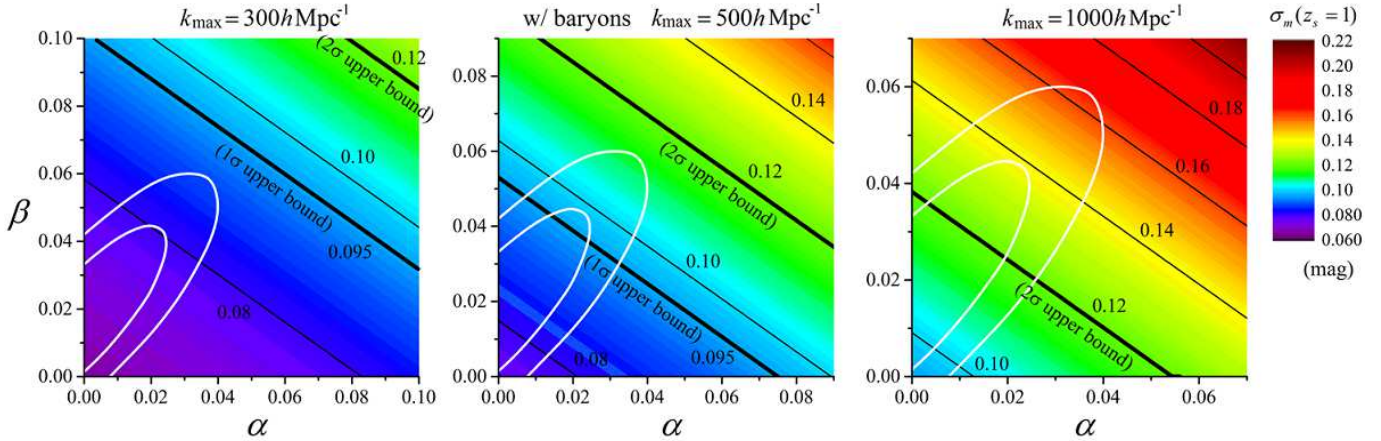 k_max = 300hMpc⁻¹
w/ baryons k_max = 500hMpc⁻¹
k_max = 1000hMpc⁻¹
σ_m(z_s = 1)
0.10
0.08
0.06
0.04
0.02
0.00
β
0.12
(2σ upper bound)
0.10
(1σ upper bound)
0.095
0.08
0.00 0.02 0.04 0.06 0.08 0.10
α
0.08
0.06
0.04
0.02
0.00
0.14
0.12
(2σ upper bound)
0.10
(1σ upper bound)
0.095
0.08
0.00 0.02 0.04 0.06 0.08
α
0.06
0.04
0.02
0.00
0.18
0.16
0.14
0.12
(2σ upper bound)
0.10
0.00 0.02 0.04 0.06
α
0.22
0.20
0.18
0.16
0.14
0.12
0.10
0.080
0.060
(mag)